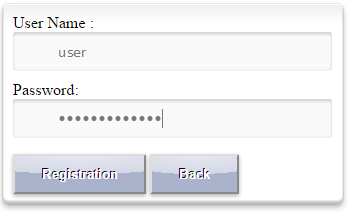 User Name :
user
Password:
•••••••••••••
Registration Back